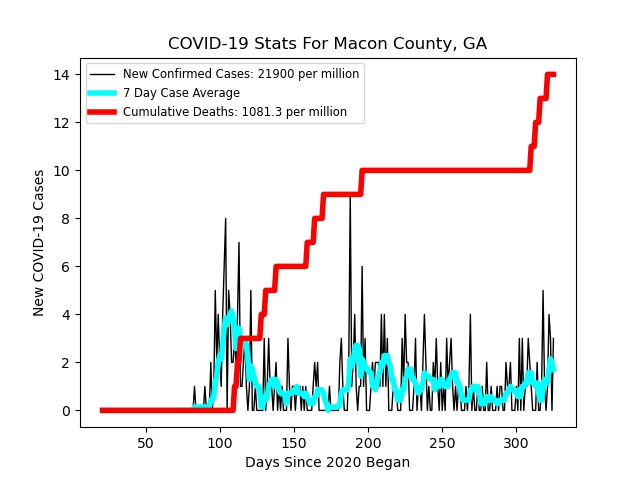 COVID-19 Stats For Macon County, GA
New Confirmed Cases: 21900 per million
7 Day Case Average
Cumulative Deaths: 1081.3 per million
New COVID-19 Cases
14
12
10
8
6
4
2
0
50 100 150 200 250 300
Days Since 2020 Began